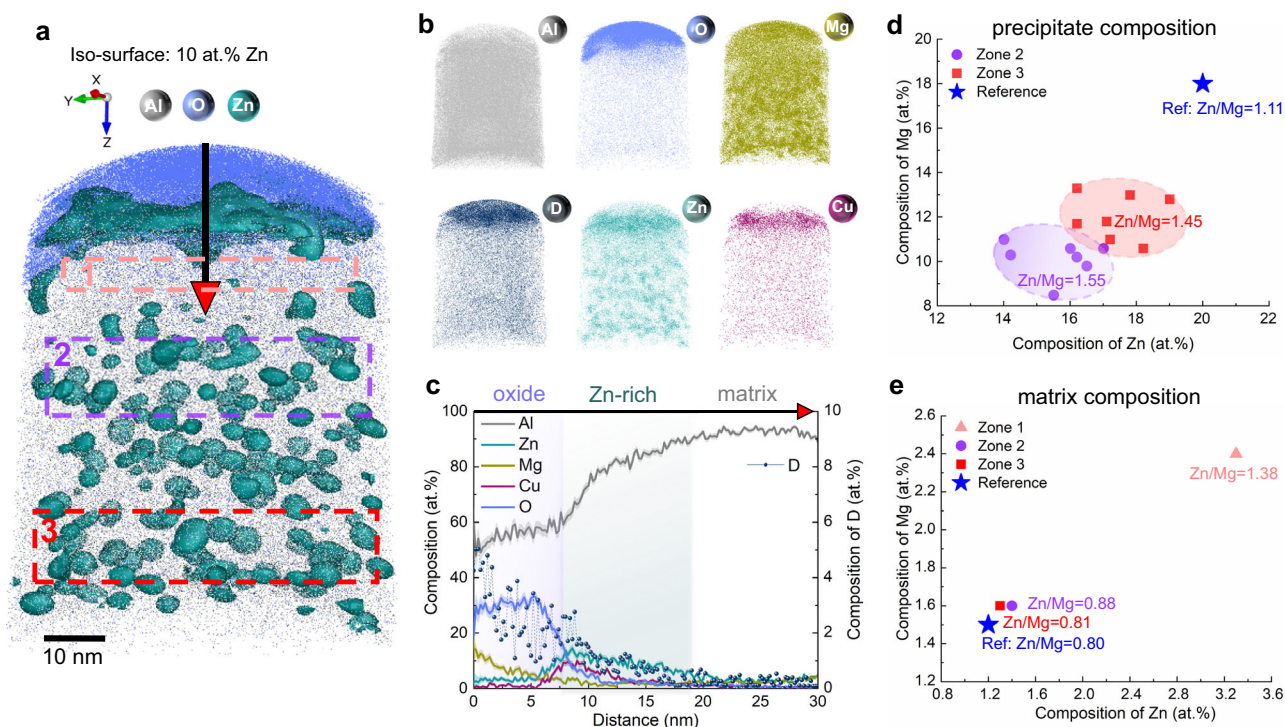 a
Iso-surface: 10 at.% Zn
X
Y
Z
Al
O
Zn
1
2
3
10 nm
b
Al
O
Mg
D
Zn
Cu
c
oxide
Zn-rich
matrix
100
80
60
40
20
0
Composition (at.%)
Al
Zn
Mg
Cu
O
D
10
8
6
4
2
0
Composition of D (at.%)
0
5
10
15
20
25
30
Distance (nm)
d
precipitate composition
Zone 2
Zone 3
Reference
Ref: Zn/Mg=1.11
Zn/Mg=1.45
Zn/Mg=1.55
20
18
16
14
12
10
8
Composition of Mg (at.%)
12
14
16
18
20
22
Composition of Zn (at.%)
e
matrix composition
Zone 1
Zone 2
Zone 3
Reference
Zn/Mg=1.38
Zn/Mg=0.88
Zn/Mg=0.81
Ref: Zn/Mg=0.80
2.6
2.4
2.2
2.0
1.8
1.6
1.4
1.2
Composition of Mg (at.%)
0.8
1.2
1.6
2.0
2.4
2.8
3.2
3.6
Composition of Zn (at.%)